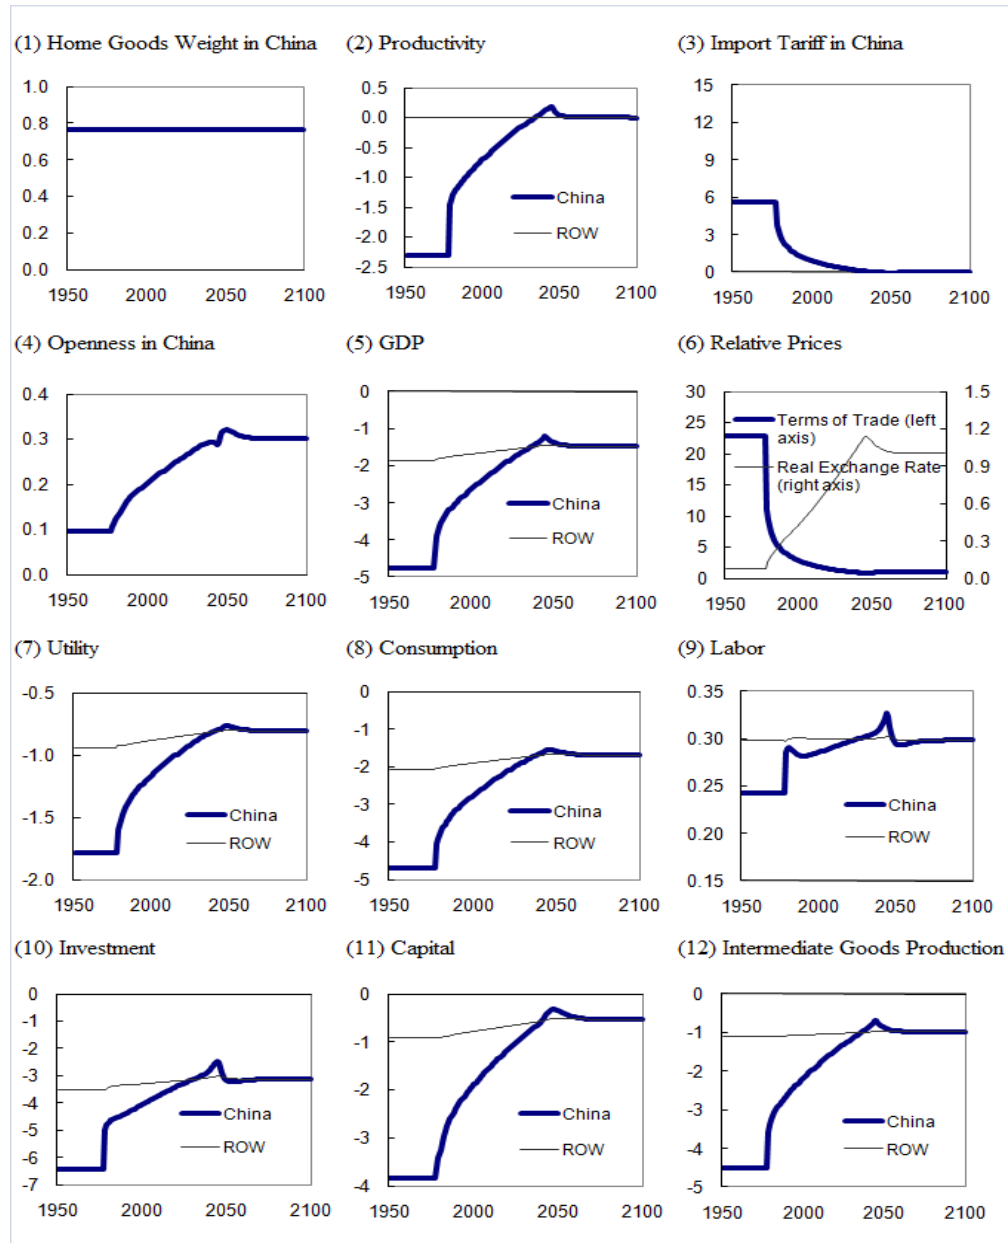 (1) Home Goods Weight in China
(2) Productivity
(3) Import Tariff in China
1.0
0.8
0.6
0.4
0.2
0.0
1950 2000 2050 2100
0.5
0.0
-0.5
-1.0
-1.5
-2.0
-2.5
China
ROW
1950 2000 2050 2100
15
12
9
6
3
0
1950 2000 2050 2100
(4) Openness in China
(5) GDP
(6) Relative Prices
0.4
0.3
0.2
0.1
0.0
1950 2000 2050 2100
0
-1
-2
-3
-4
-5
China
ROW
1950 2000 2050 2100
30
25
20
15
10
5
0
Terms of Trade (left
axis)
Real Exchange Rate
(right axis)
1.5
1.2
0.9
0.6
0.3
0.0
1950 2000 2050 2100
(7) Utility
(8) Consumption
(9) Labor
-0.5
-1.0
-1.5
-2.0
China
ROW
1950 2000 2050 2100
0
-1
-2
-3
-4
-5
China
ROW
1950 2000 2050 2100
0.35
0.30
0.25
0.20
0.15
China
ROW
1950 2000 2050 2100
(10) Investment
(11) Capital
(12) Intermediate Goods Production
0
-1
-2
-3
-4
-5
-6
-7
China
ROW
1950 2000 2050 2100
0
-1
-2
-3
-4
China
ROW
1950 2000 2050 2100
0
-1
-2
-3
-4
-5
China
ROW
1950 2000 2050 2100